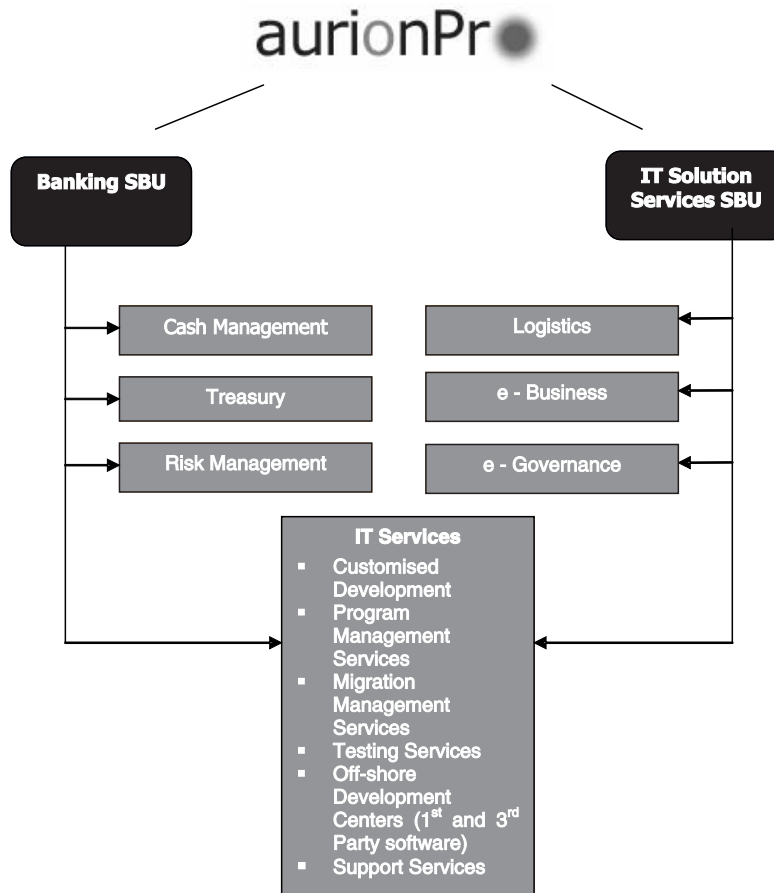 aurionPro
Banking SBU
IT Solution
Services SBU
Cash Management
Logistics
Treasury
e - Business
Risk Management
e - Governance
IT Services
▪ Customised
Development
▪ Program
Management
Services
▪ Migration
Management
Services
▪ Testing Services
▪ Off-shore
Development
Centers (1st and 3rd
Party software)
▪ Support Services